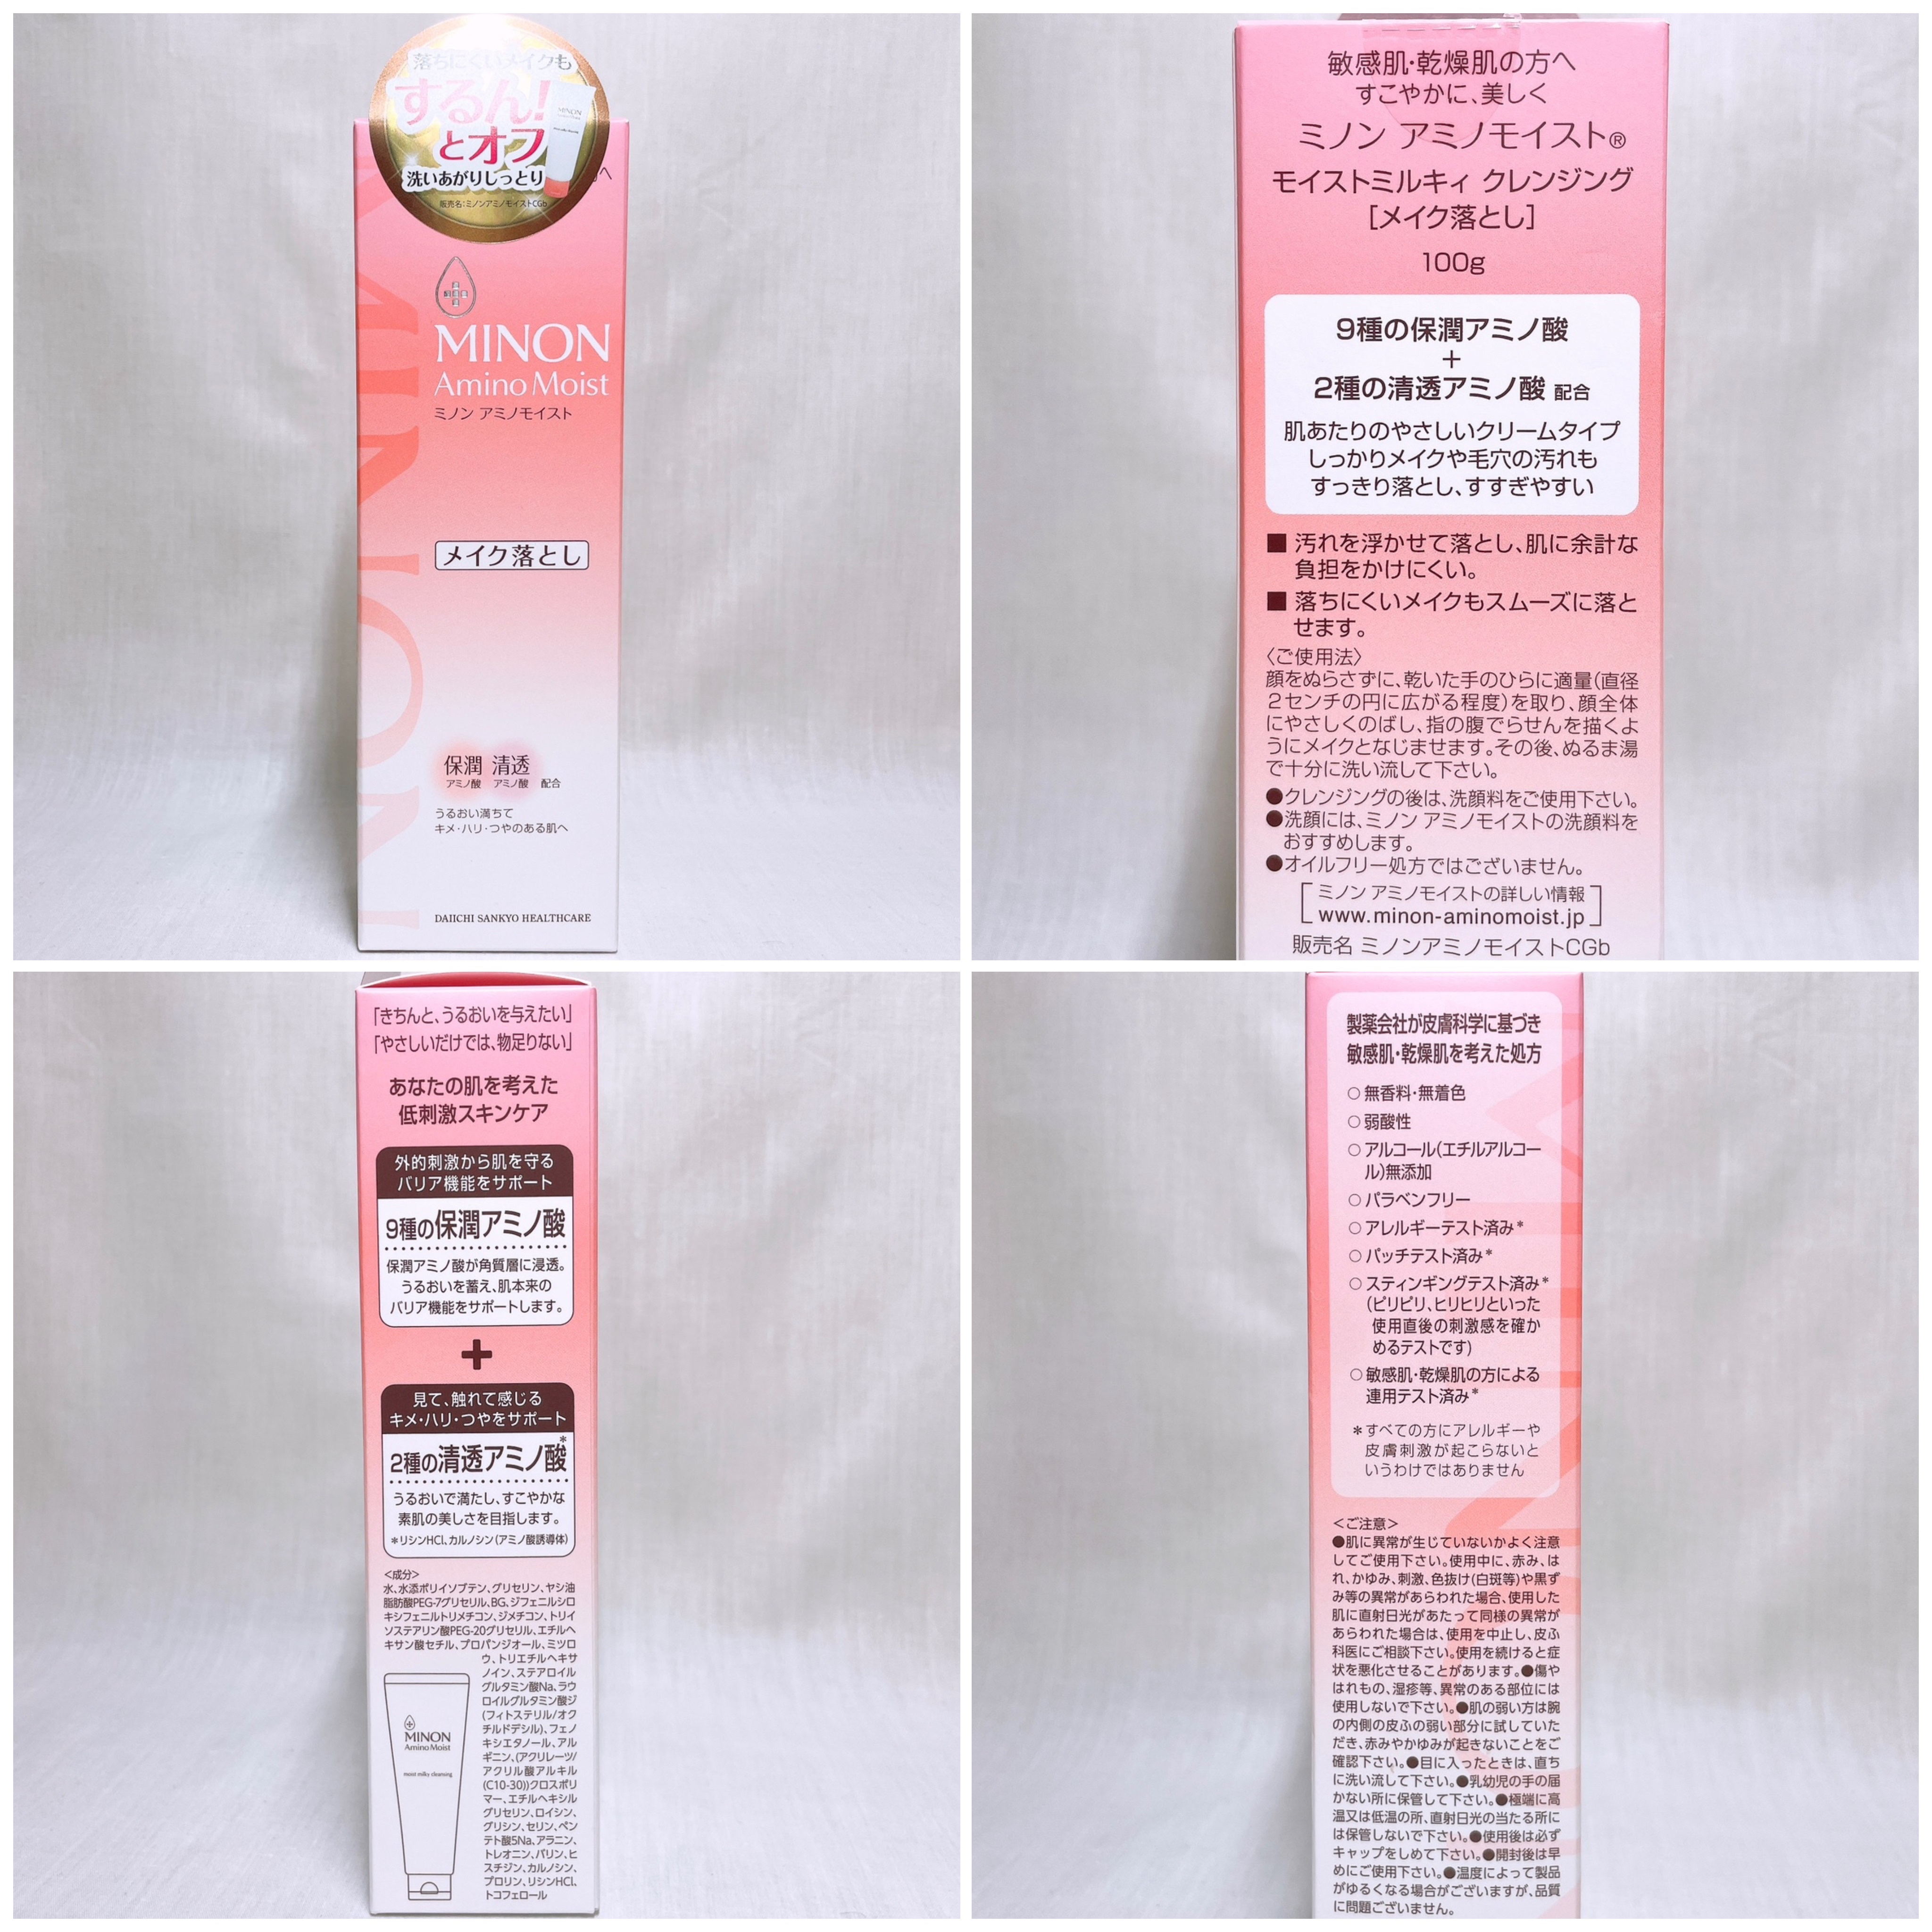 落ちにくいメイクも
するん!
とオフ
洗いあがりしっとり
販売名:ミノンアミノモイストCGb
MINON
へ
MINON
Amino Moist
ミノン アミノモイスト
メイク落とし
保潤 清透
アミノ酸 アミノ酸 配合
うるおい満ちて
キメ・ハリ・つやのある肌へ
DAIICHI SANKYO HEALTHCARE
MINON
敏感肌・乾燥肌の方へ
すこやかに、美しく
ミノン アミノモイスト®
モイストミルキィ クレンジング
[メイク落とし]
100g
9種の保潤アミノ酸
+
2種の清透アミノ酸 配合
肌あたりのやさしいクリームタイプ
しっかりメイクや毛穴の汚れも
すっきり落とし、すすぎやすい
■ 汚れを浮かせて落とし、肌に余計な
負担をかけにくい。
■ 落ちにくいメイクもスムーズに落と
せます。
〈ご使用法〉
顔をぬらさずに、乾いた手のひらに適量(直径
2センチの円に広がる程度)を取り、顔全体
にやさしくのばし、指の腹でらせんを描くよ
うにメイクとなじませます。その後、ぬるま湯
で十分に洗い流して下さい。
●クレンジングの後は、洗顔料をご使用下さい。
●洗顔には、ミノン アミノモイストの洗顔料を
おすすめします。
●オイルフリー処方ではございません。
[ミノン アミノモイストの詳しい情報
www.minon-aminomoist.jp]
販売名 ミノンアミノモイストCGb
「きちんと、うるおいを与えたい」
「やさしいだけでは、物足りない」
あなたの肌を考えた
低刺激スキンケア
外的刺激から肌を守る
バリア機能をサポート
9種の保潤アミノ酸
保潤アミノ酸が角質層に浸透。
うるおいを蓄え、肌本来の
バリア機能をサポートします。
+
見て、触れて感じる
キメ・ハリ・つやをサポート
2種の清透アミノ酸*
うるおいで満たし、すこやかな
素肌の美しさを目指します。
*リシンHCl、カルノシン(アミノ酸誘導体)
<成分>
水、水添ポリイソブテン、グリセリン、ヤシ油
脂肪酸PEG-7グリセリル、BG、ジフェニルシロ
キシフェニルトリメチコン、ジメチコン、トリイ
ソステアリン酸PEG-20グリセリル、エチルヘ
キサン酸セチル、プロパンジオール、ミツロ
ウ、トリエチルヘキサ
ノイン、ステアロイル
グルタミン酸Na、ラウ
ロイルグルタミン酸ジ
(フィトステリル/オク
チルドデシル)、フェノ
キシエタノール、アル
ギニン、(アクリレーツ/
アクリル酸アルキル
(C10-30))クロスポリ
マー、エチルヘキシル
グリセリン、ロイシン、
グリシン、セリン、ペン
テト酸5Na、アラニン、
トレオニン、バリン、ヒ
スチジン、カルノシン、
プロリン、リシンHCl、
トコフェロール
MINON
Amino Moist
moist milky cleansing
製薬会社が皮膚科学に基づき
敏感肌・乾燥肌を考えた処方
○ 無香料・無着色
○ 弱酸性
○ アルコール(エチルアルコー
ル)無添加
○ パラベンフリー
○ アレルギーテスト済み*
○ パッチテスト済み*
○ スティンギングテスト済み*
(ピリピリ、ヒリヒリといった
使用直後の刺激感を確か
めるテストです)
○ 敏感肌・乾燥肌の方による
連用テスト済み*
*すべての方にアレルギーや
皮膚刺激が起こらないと
いうわけではありません
<ご注意>
●肌に異常が生じていないかよく注意
してご使用下さい。使用中に、赤み、は
れ、かゆみ、刺激、色抜け(白斑等)や黒ず
み等の異常があらわれた場合、使用した
肌に直射日光があたって同様の異常が
あらわれた場合は、使用を中止し、皮ふ
科医にご相談下さい。使用を続けると症
状を悪化させることがあります。●傷や
はれもの、湿疹等、異常のある部位には
使用しないで下さい。●肌の弱い方は腕
の内側の皮ふの弱い部分に試していた
だき、赤みやかゆみが起きないことをご
確認下さい。●目に入ったときは、直ち
に洗い流して下さい。●乳幼児の手の届
かない所に保管して下さい。●極端に高
温又は低温の所、直射日光の当たる所に
は保管しないで下さい。●使用後は必ず
キャップをしめて下さい。●開封後は早
めにご使用下さい。●温度によって製品
がゆるくなる場合がございますが、品質
に問題ございません。